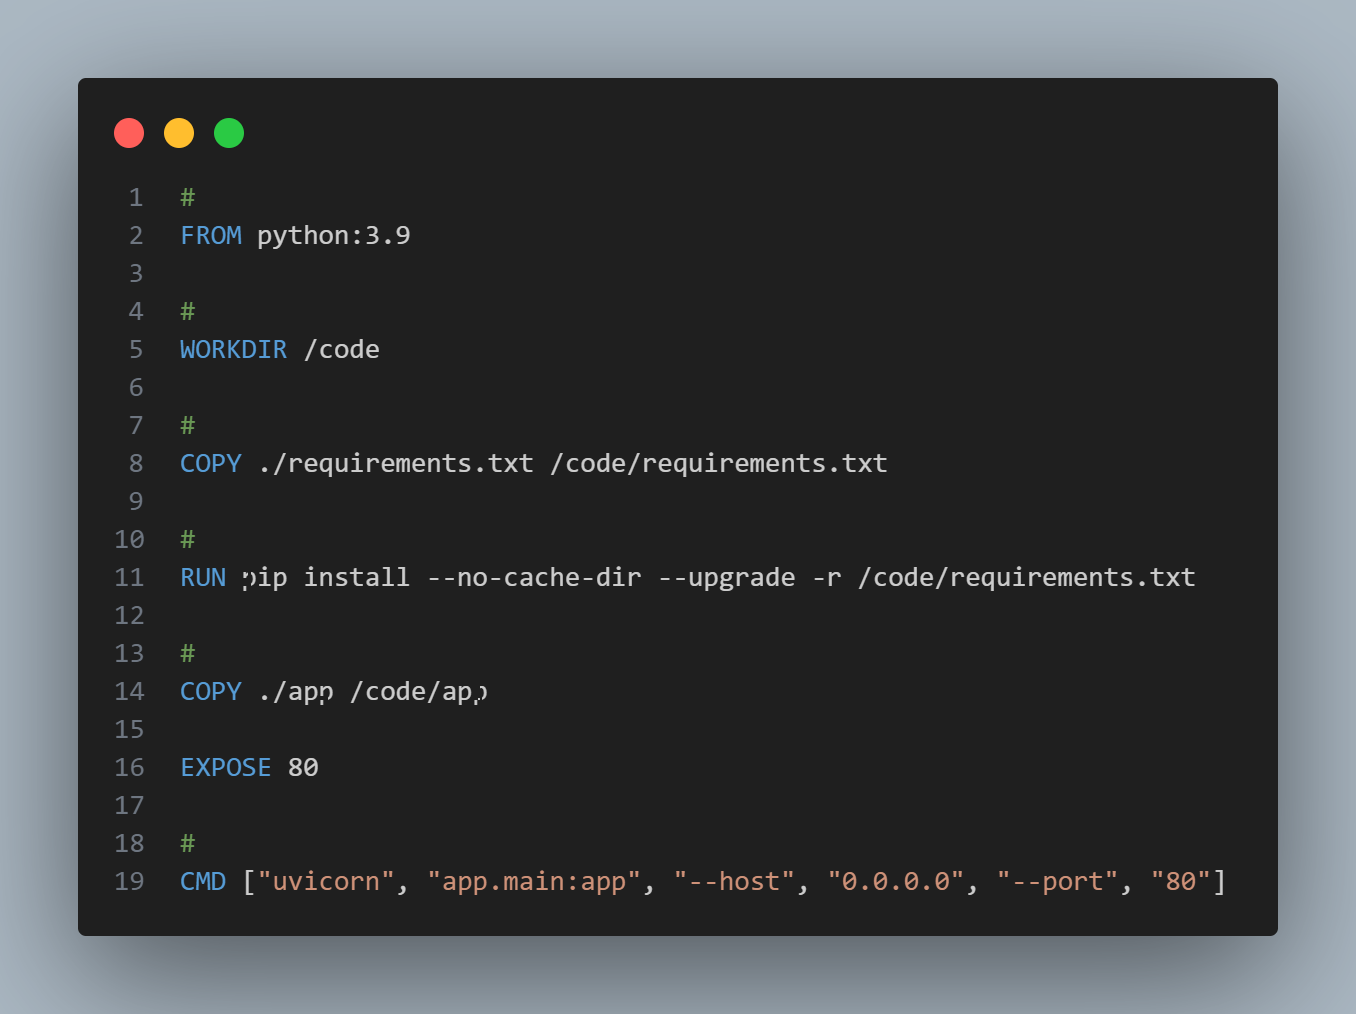 1 #
2 FROM python:3.9
3
4 #
5 WORKDIR /code
6
7 #
8 COPY ./requirements.txt /code/requirements.txt
9
10 #
11 RUN pip install --no-cache-dir --upgrade -r /code/requirements.txt
12
13 #
14 COPY ./app /code/app
15
16 EXPOSE 80
17
18 #
19 CMD ["uvicorn", "app.main:app", "--host", "0.0.0.0", "--port", "80"]